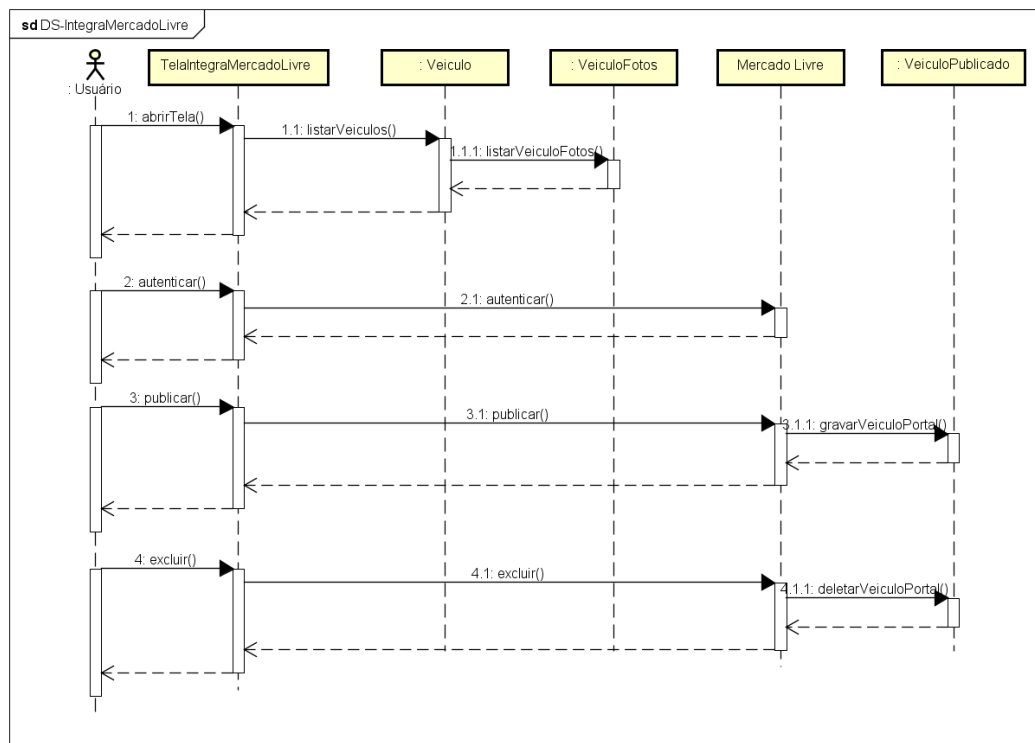 sd DS-IntegraMercadoLivre
: Usuário
TelaIntegraMercadoLivre
: Veiculo
: VeiculoFotos
Mercado Livre
: VeiculoPublicado
1: abrirTela()
1.1: listarVeiculos()
1.1.1: listarVeiculoFotos()
2: autenticar()
2.1: autenticar()
3: publicar()
3.1: publicar()
3.1.1: gravarVeiculoPortal()
4: excluir()
4.1: excluir()
4.1.1: deletarVeiculoPortal()